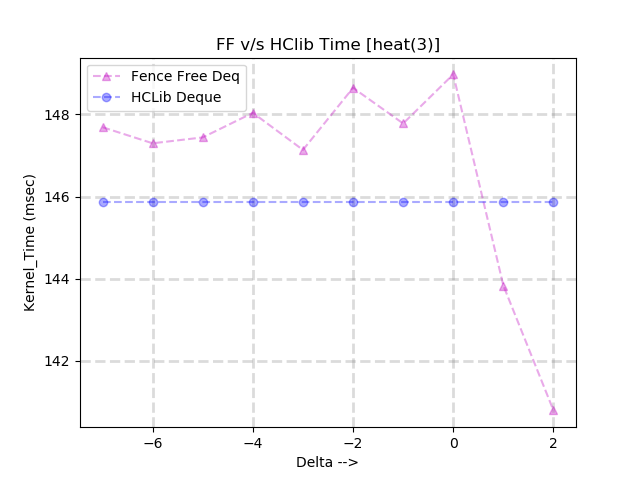 FF v/s HClib Time [heat(3)]
Fence Free Deq
HCLib Deque
148
146
144
142
Kernel_Time (msec)
−6
−4
−2
0
2
Delta -->